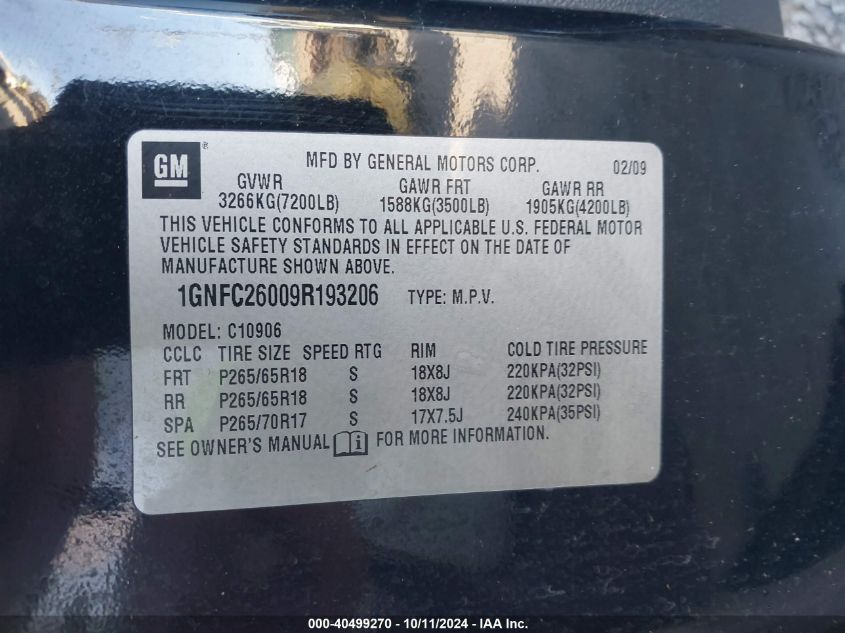 GM®
MFD BY GENERAL MOTORS CORP. 02/09
GVWR GAWR FRT GAWR RR
3266KG(7200LB) 1588KG(3500LB) 1905KG(4200LB)
THIS VEHICLE CONFORMS TO ALL APPLICABLE U.S. FEDERAL MOTOR
VEHICLE SAFETY STANDARDS IN EFFECT ON THE DATE OF
MANUFACTURE SHOWN ABOVE.
1GNFC26009R193206 TYPE: M.P.V.
MODEL: C10906
CCLC TIRE SIZE SPEED RTG RIM COLD TIRE PRESSURE
FRT P265/65R18 S 18X8J 220KPA(32PSI)
RR P265/65R18 S 18X8J 220KPA(32PSI)
SPA P265/70R17 S 17X7.5J 240KPA(35PSI)
SEE OWNER'S MANUAL i FOR MORE INFORMATION.
000-40499270 - 10/11/2024 - IAA Inc.